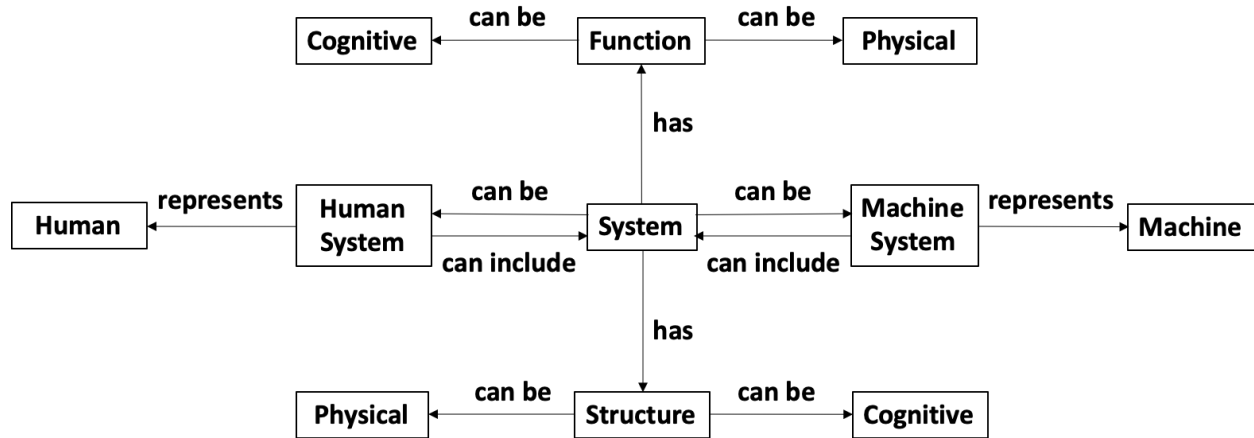 can be
can be
Cognitive
Function
Physical
has
represents
can be
can be
represents
Human
Human
System
System
Machine
System
Machine
can include
can include
has
can be
can be
Physical
Structure
Cognitive